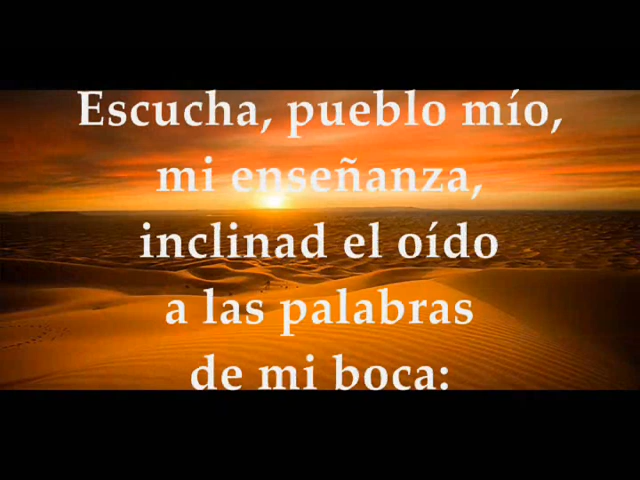 Escucha, pueblo mío,
mi enseñanza,
inclinad el oído
a las palabras
de mi boca: